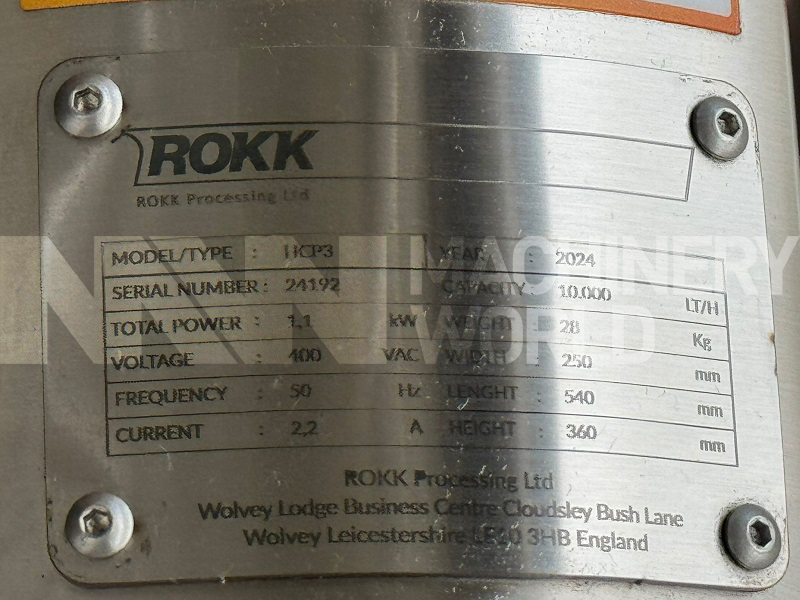 ROKK
ROKK Processing Ltd
MODEL/TYPE : HCP3 YEAR : 2024
SERIAL NUMBER : 24192 CAPACITY : 10.000 LT/H
TOTAL POWER : 1,1 kW WEIGHT : 28 Kg
VOLTAGE : 400 VAC WIDTH : 250 mm
FREQUENCY : 50 Hz LENGHT : 540 mm
CURRENT : 2,2 A HEIGHT : 360 mm
MACHINERY
WORLD
ROKK Processing Ltd
Wolvey Lodge Business Centre Cloudsley Bush Lane
Wolvey Leicestershire LE10 3HB England